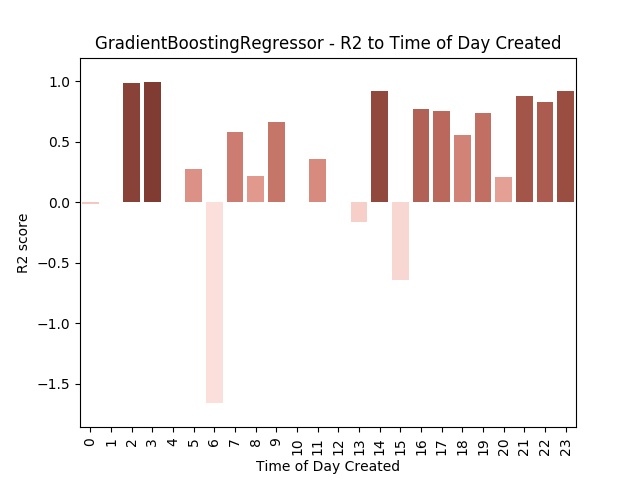 GradientBoostingRegressor - R2 to Time of Day Created
1.0
0.5
0.0
−0.5
−1.0
−1.5
R2 score
0 1 2 3 4 5 6 7 8 9 10 11 12 13 14 15 16 17 18 19 20 21 22 23
Time of Day Created